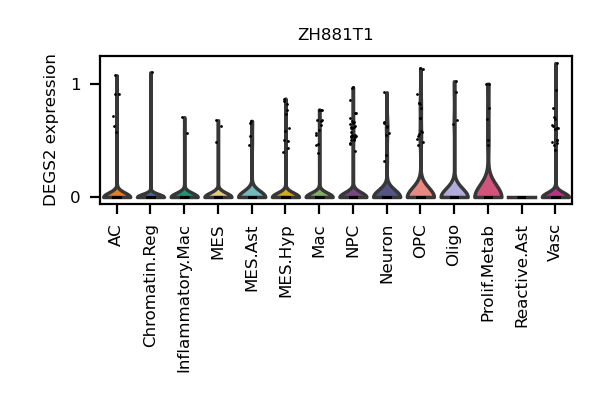 ZH881T1
DEGS2 expression
1
0
AC
Chromatin.Reg
Inflammatory.Mac
MES
MES.Ast
MES.Hyp
Mac
NPC
Neuron
OPC
Oligo
Prolif.Metab
Reactive.Ast
Vasc